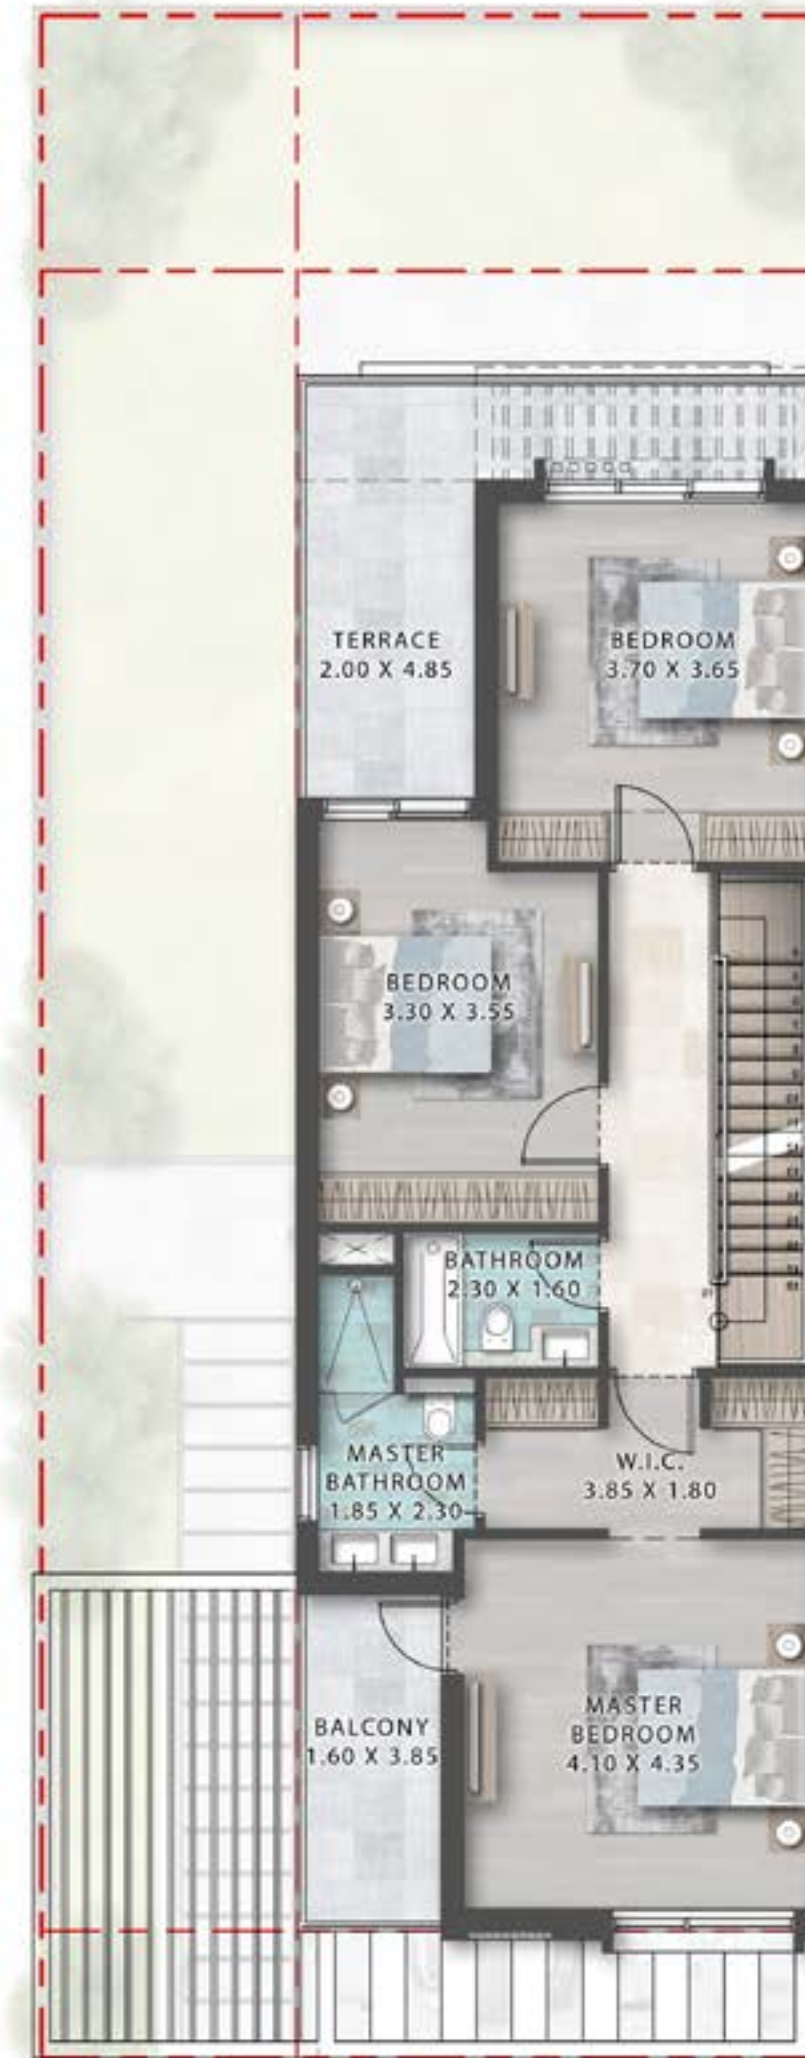 TERRACE
2.00 X 4.85
BEDROOM
3.70 X 3.65
BEDROOM
3.30 X 3.55
BATHROOM
2.30 X 1.60
MASTER
BATHROOM
1.85 X 2.30
W.I.C.
3.85 X 1.80
BALCONY
1.60 X 3.85
MASTER
BEDROOM
4.10 X 4.35